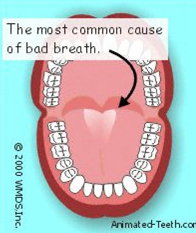 The most common cause
of bad breath.
© 2000 WMDS,Inc.
Animated-Teeth.com